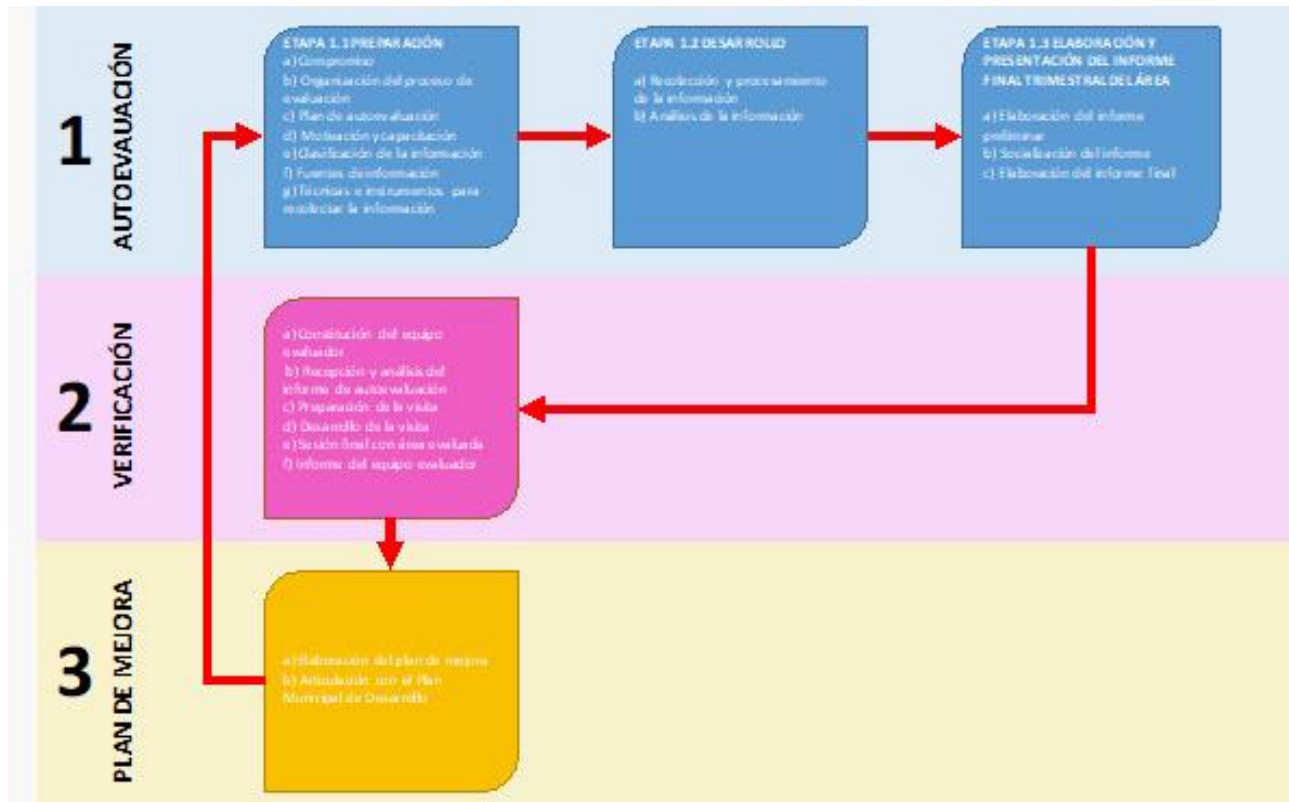 1
AUTOEVAUACIÓN
ETAPA 1.1 PREPARACIÓN
a) Compromiso
b) Organización del proceso de
evaluación
c) Plan de autoevaluación
d) Motivación y capacitación
e) Clasificación de la información
f) Fuentes de información
g) Técnicas e instrumentos para
recolectar la información
ETAPA 1.2 DESARROLLO
a) Recolección y procesamiento
de la información
b) Análisis de la información
ETAPA 1.3 ELABORACIÓN Y
PRESENTACIÓN DEL INFORME
FINAL TRIMESTRAL DEL ÁREA
a) Elaboración del informe
preliminar
b) Socialización del informe
c) Elaboración del informe final
2
VERIFICACIÓN
a) Constitución del equipo
evaluador
b) Recepción y análisis del
informe de autoevaluación
c) Preparación de la visita
d) Desarrollo de la visita
e) Sesión final con área evaluada
f) Informe del equipo evaluador
3
PLAN DE MEJORA
a) Elaboración del plan de mejora
b) Articulación con el Plan
Municipal de Desarrollo